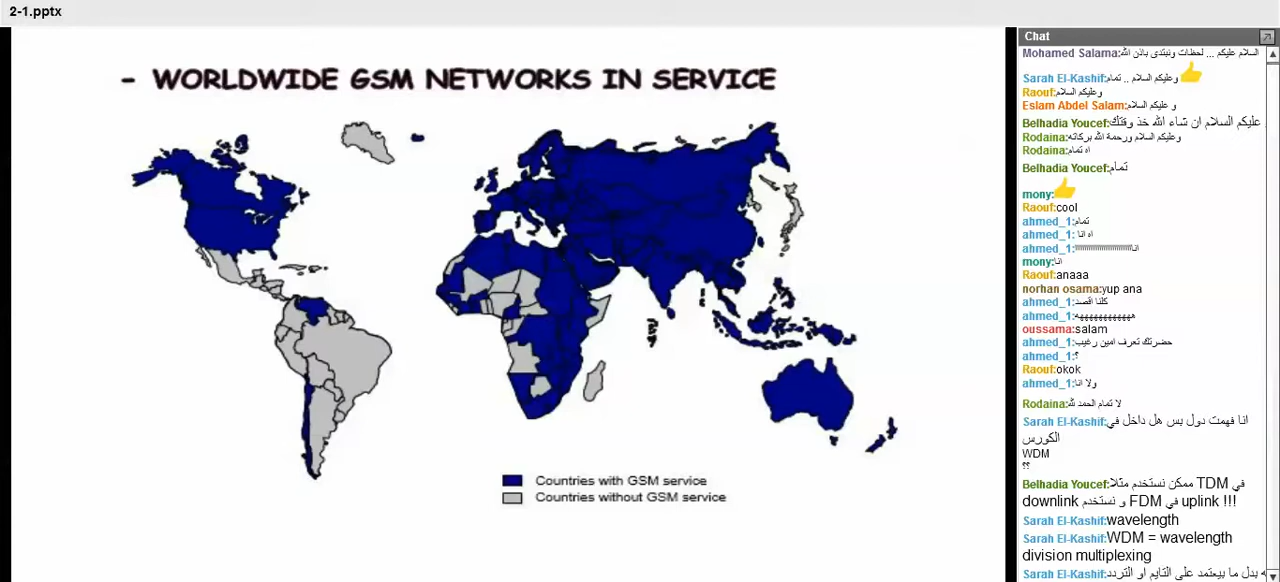 2-1.pptx
- WORLDWIDE GSM NETWORKS IN SERVICE
Countries with GSM service
Countries without GSM service
Chat
Mohamed Salama:السلام عليكم ... لحظات ونبتدى باذن الله
Sarah El-Kashif:وعليكم السلام .. تمام
Raouf:وعليكم السلام
Eslam Abdel Salam:و عليكم السلام
Belhadia Youcef:عليكم السلام ان شاء الله خذ وقتك
Rodaina:وعليكم السلام ورحمة الله بركاته
Rodaina:اه تمام
Belhadia Youcef:تمام
mony:
Raouf:cool
ahmed_1:تمام
ahmed_1:اه انا
ahmed_1:
mony:انا
Raouf:anaaa
norhan osama:yup ana
ahmed_1:كلنا اقصد
ahmed_1:
oussama:salam
ahmed_1:حضرتك تعرف امين رغيب
ahmed_1:؟
Raouf:okok
ahmed_1:ولا انا
Rodaina:لا تمام الحمد لله
Sarah El-Kashif:انا فهمت دول بس هل داخل في
الكورس
WDM
؟؟
Belhadia Youcef:ممكن نستخدم مثلا TDM في
downlink و نستخدم FDM في uplink !!!
Sarah El-Kashif:wavelength
Sarah El-Kashif:WDM = wavelength
division multiplexing
Sarah El-Kashif:بدل ما بيعتمد على التايم او التردد